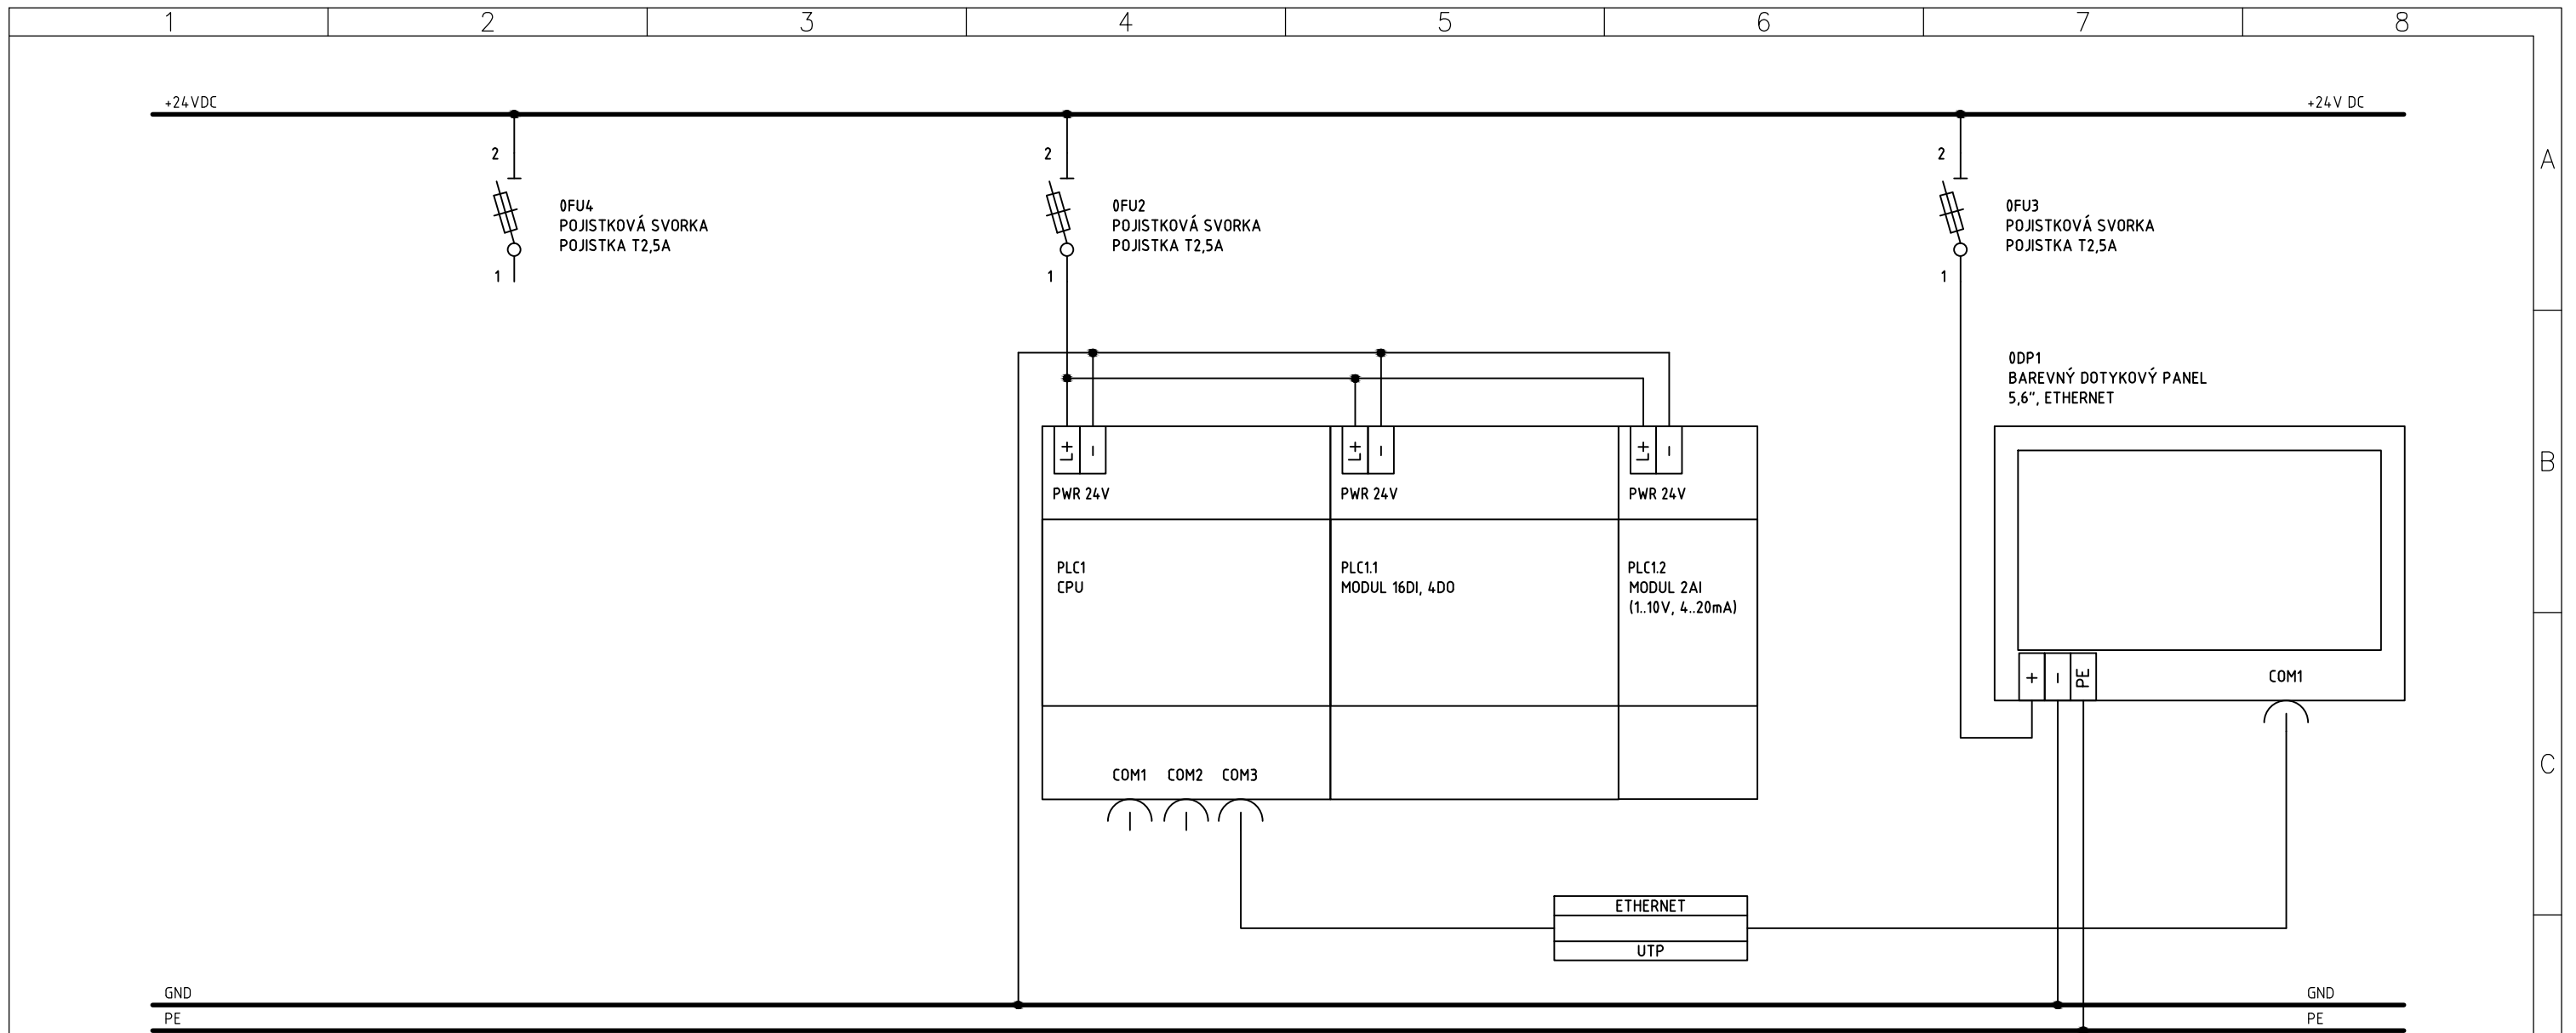 1 2 3 4 5 6 7 8
+24VDC
+24V DC
A
2
0FU4
POJISTKOVÁ SVORKA
POJISTKA T2,5A
1
2
0FU2
POJISTKOVÁ SVORKA
POJISTKA T2,5A
1
2
0FU3
POJISTKOVÁ SVORKA
POJISTKA T2,5A
1
0DP1
BAREVNÝ DOTYKOVÝ PANEL
5,6", ETHERNET
B
L+ -
PWR 24V
L+ -
PWR 24V
L+ -
PWR 24V
PLC1
CPU
PLC1.1
MODUL 16DI, 4DO
PLC1.2
MODUL 2AI
(1..10V, 4..20mA)
+ - PE
COM1
C
COM1 COM2 COM3
ETHERNET
UTP
GND
GND
PE
PE